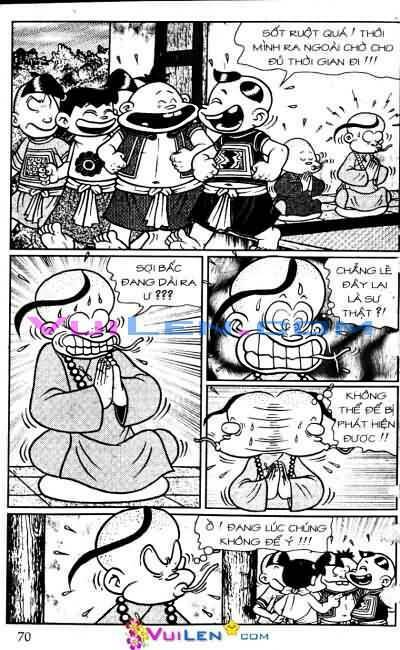 SỐT RUỘT QUÁ! THÔI
MÌNH RA NGOÀI CHỜ CHO
ĐỦ THỜI GIAN ĐI!!!
SỢI BẤC
ĐANG DÀI RA
Ư???
CHẲNG LẼ
ĐÂY LẠI
LÀ SỰ
THẬT?!
VUILEN.COM
KHÔNG
THỂ ĐỂ BỊ
PHÁT HIỆN
ĐƯỢC!!
Ồ! ĐANG LÚC CHÚNG
KHÔNG ĐỂ Ý!!!
70
VUILEN.COM